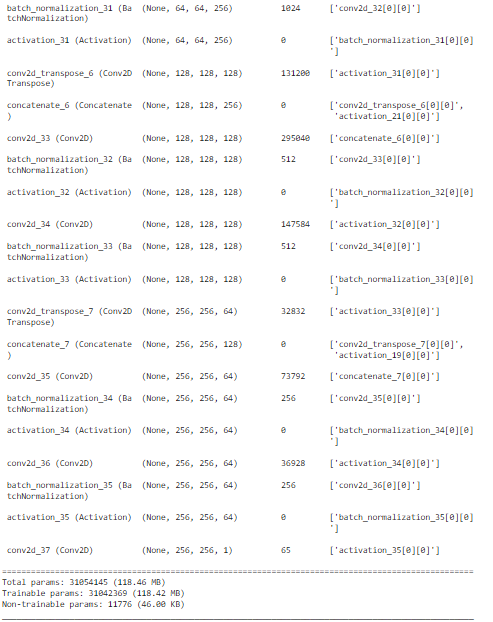 batch_normalization_31 (Ba  (None, 64, 64, 256)  1024  ['conv2d_32[0][0]']
tchNormalization)
activation_31 (Activation)  (None, 64, 64, 256)  0  ['batch_normalization_31[0][0]
']
conv2d_transpose_6 (Conv2D  (None, 128, 128, 128)  131200  ['activation_31[0][0]']
Transpose)
concatenate_6 (Concatenate  (None, 128, 128, 256)  0  ['conv2d_transpose_6[0][0]',
)  'activation_21[0][0]']
conv2d_33 (Conv2D)  (None, 128, 128, 128)  295040  ['concatenate_6[0][0]']
batch_normalization_32 (Ba  (None, 128, 128, 128)  512  ['conv2d_33[0][0]']
tchNormalization)
activation_32 (Activation)  (None, 128, 128, 128)  0  ['batch_normalization_32[0][0]
']
conv2d_34 (Conv2D)  (None, 128, 128, 128)  147584  ['activation_32[0][0]']
batch_normalization_33 (Ba  (None, 128, 128, 128)  512  ['conv2d_34[0][0]']
tchNormalization)
activation_33 (Activation)  (None, 128, 128, 128)  0  ['batch_normalization_33[0][0]
']
conv2d_transpose_7 (Conv2D  (None, 256, 256, 64)  32832  ['activation_33[0][0]']
Transpose)
concatenate_7 (Concatenate  (None, 256, 256, 128)  0  ['conv2d_transpose_7[0][0]',
)  'activation_19[0][0]']
conv2d_35 (Conv2D)  (None, 256, 256, 64)  73792  ['concatenate_7[0][0]']
batch_normalization_34 (Ba  (None, 256, 256, 64)  256  ['conv2d_35[0][0]']
tchNormalization)
activation_34 (Activation)  (None, 256, 256, 64)  0  ['batch_normalization_34[0][0]
']
conv2d_36 (Conv2D)  (None, 256, 256, 64)  36928  ['activation_34[0][0]']
batch_normalization_35 (Ba  (None, 256, 256, 64)  256  ['conv2d_36[0][0]']
tchNormalization)
activation_35 (Activation)  (None, 256, 256, 64)  0  ['batch_normalization_35[0][0]
']
conv2d_37 (Conv2D)  (None, 256, 256, 1)  65  ['activation_35[0][0]']
==================================================================================================
Total params: 31054145 (118.46 MB)
Trainable params: 31042369 (118.42 MB)
Non-trainable params: 11776 (46.00 KB)
__________________________________________________________________________________________________